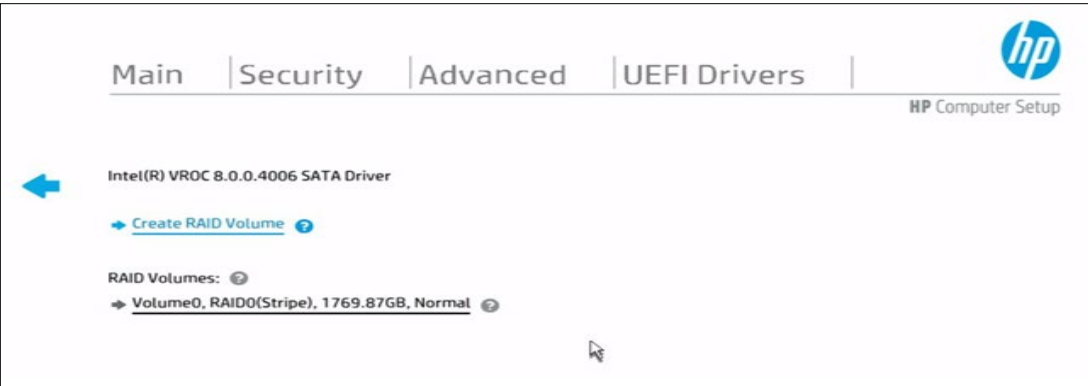 hp
Main Security Advanced UEFI Drivers
HP Computer Setup
Intel(R) VROC 8.0.0.4006 SATA Driver
Create RAID Volume ?
RAID Volumes: ?
Volume0, RAID0(Stripe), 1769.87GB, Normal ?